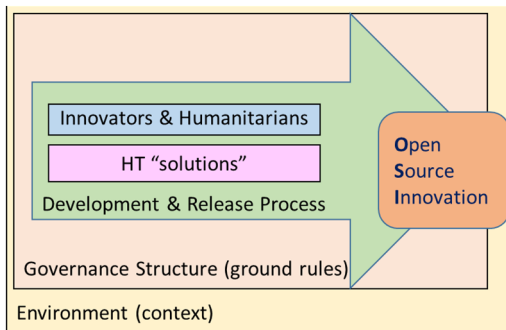 Innovators & Humanitarians
HT “solutions”
Development & Release Process
Open
Source
Innovation
Governance Structure (ground rules)
Environment (context)